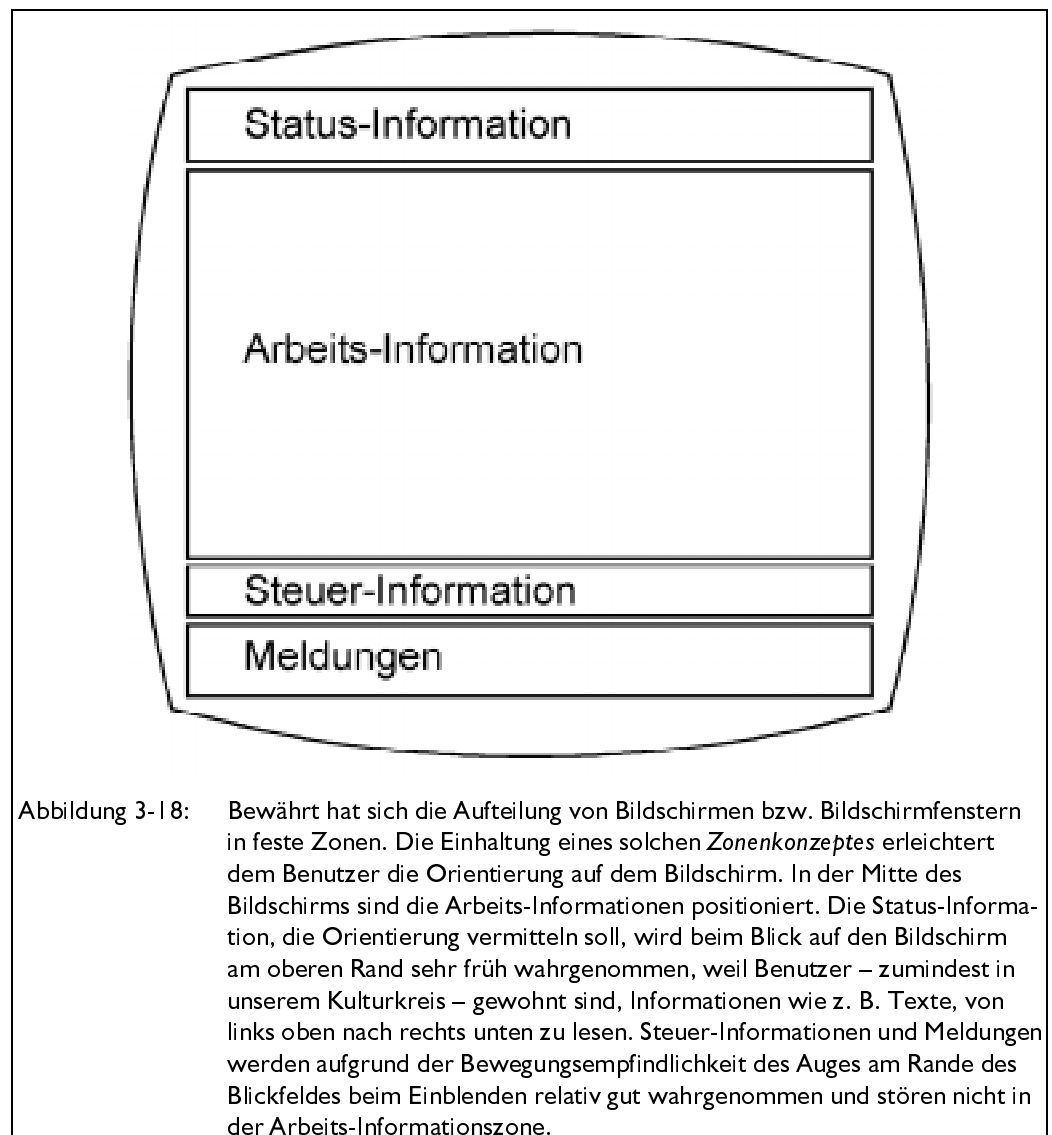 Status-Information
Arbeits-Information
Steuer-Information
Meldungen
Abbildung 3-18: Bewährt hat sich die Aufteilung von Bildschirmen bzw. Bildschirmfenstern
in feste Zonen. Die Einhaltung eines solchen Zonenkonzeptes erleichtert
dem Benutzer die Orientierung auf dem Bildschirm. In der Mitte des
Bildschirms sind die Arbeits-Informationen positioniert. Die Status-Informa-
tion, die Orientierung vermitteln soll, wird beim Blick auf den Bildschirm
am oberen Rand sehr früh wahrgenommen, weil Benutzer – zumindest in
unserem Kulturkreis – gewohnt sind, Informationen wie z. B. Texte, von
links oben nach rechts unten zu lesen. Steuer-Informationen und Meldungen
werden aufgrund der Bewegungsempfindlichkeit des Auges am Rande des
Blickfeldes beim Einblenden relativ gut wahrgenommen und stören nicht in
der Arbeits-Informationszone.